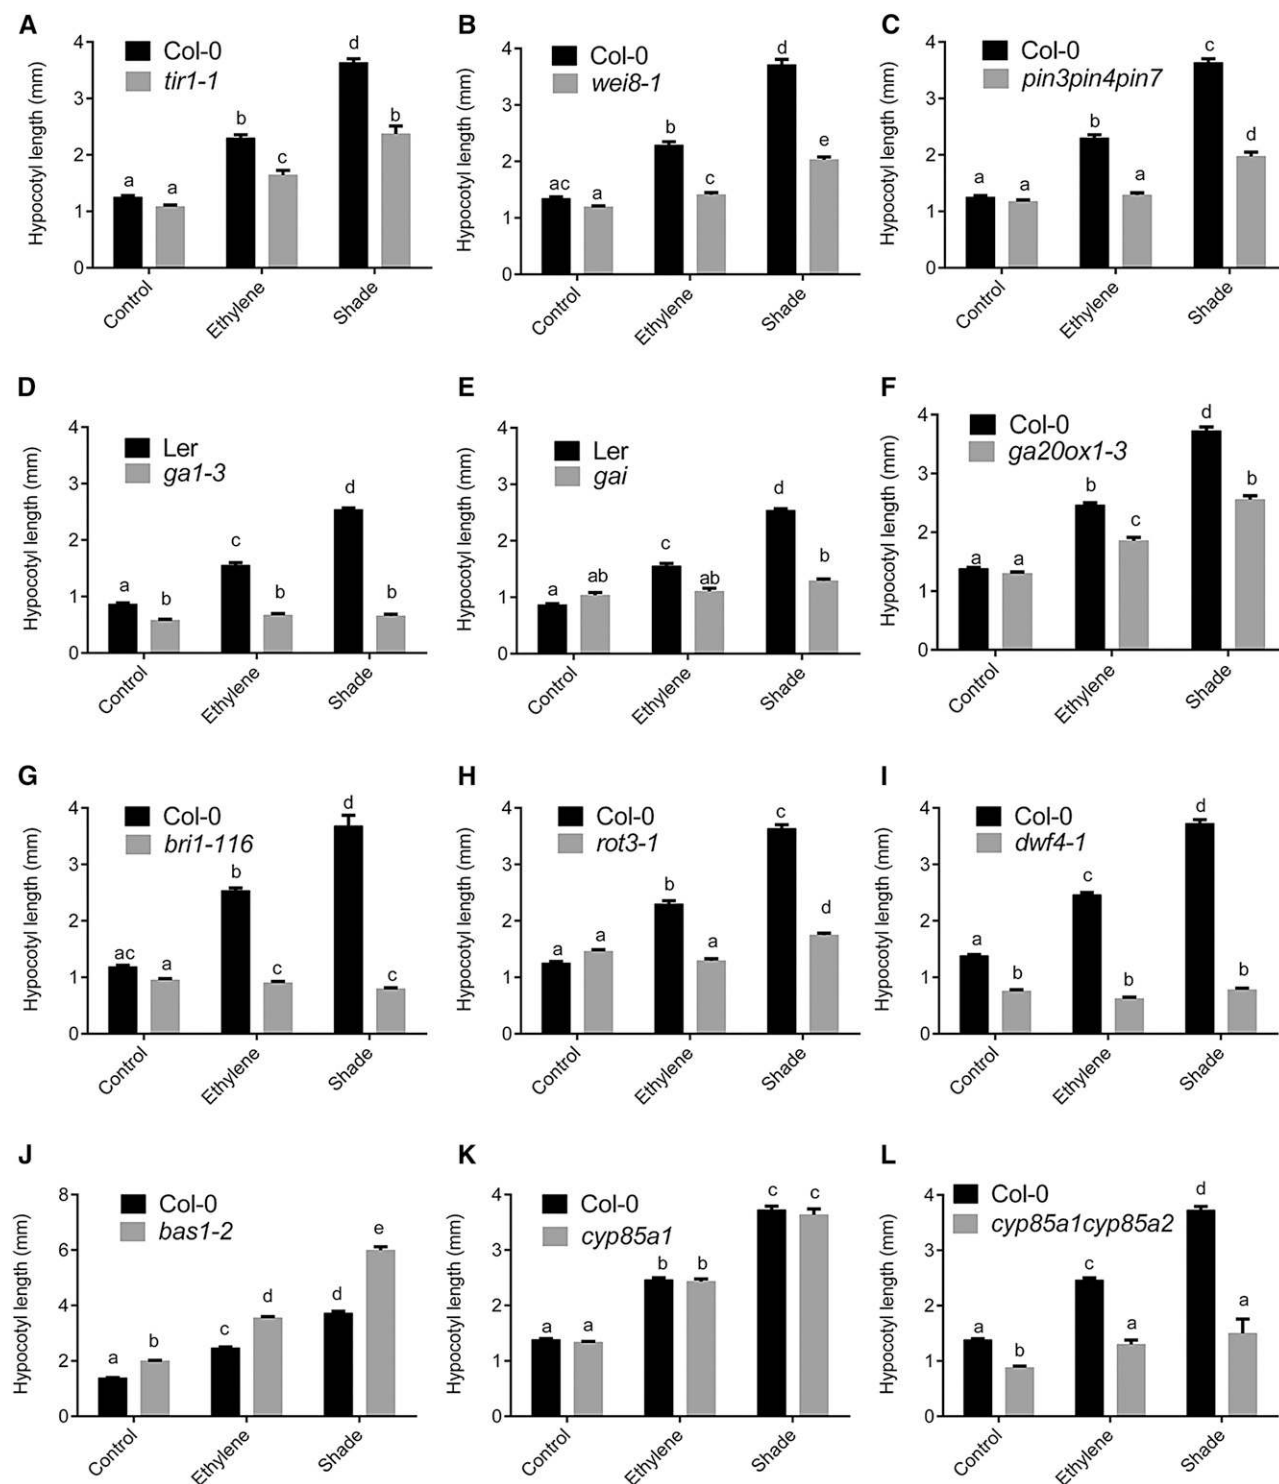 A
Hypocotyl length (mm)
4
3
2
1
0
Col-0
tir1-1
a
a
b
c
d
b
Control
Ethylene
Shade
B
Hypocotyl length (mm)
4
3
2
1
0
Col-0
wei8-1
ac
a
b
c
d
e
Control
Ethylene
Shade
C
Hypocotyl length (mm)
4
3
2
1
0
Col-0
pin3pin4pin7
a
a
b
a
c
d
Control
Ethylene
Shade
D
Hypocotyl length (mm)
4
3
2
1
0
Ler
ga1-3
a
b
c
b
d
b
Control
Ethylene
Shade
E
Hypocotyl length (mm)
4
3
2
1
0
Ler
gai
a
ab
c
ab
d
b
Control
Ethylene
Shade
F
Hypocotyl length (mm)
4
3
2
1
0
Col-0
ga20ox1-3
a
a
b
c
d
b
Control
Ethylene
Shade
G
Hypocotyl length (mm)
4
3
2
1
0
Col-0
bri1-116
ac
a
b
c
d
c
Control
Ethylene
Shade
H
Hypocotyl length (mm)
4
3
2
1
0
Col-0
rot3-1
a
a
b
a
c
d
Control
Ethylene
Shade
I
Hypocotyl length (mm)
4
3
2
1
0
Col-0
dwf4-1
a
b
c
b
d
b
Control
Ethylene
Shade
J
Hypocotyl length (mm)
8
6
4
2
0
Col-0
bas1-2
a
b
c
d
d
e
Control
Ethylene
Shade
K
Hypocotyl length (mm)
4
3
2
1
0
Col-0
cyp85a1
a
a
b
b
c
c
Control
Ethylene
Shade
L
Hypocotyl length (mm)
4
3
2
1
0
Col-0
cyp85a1cyp85a2
a
b
c
a
d
a
Control
Ethylene
Shade